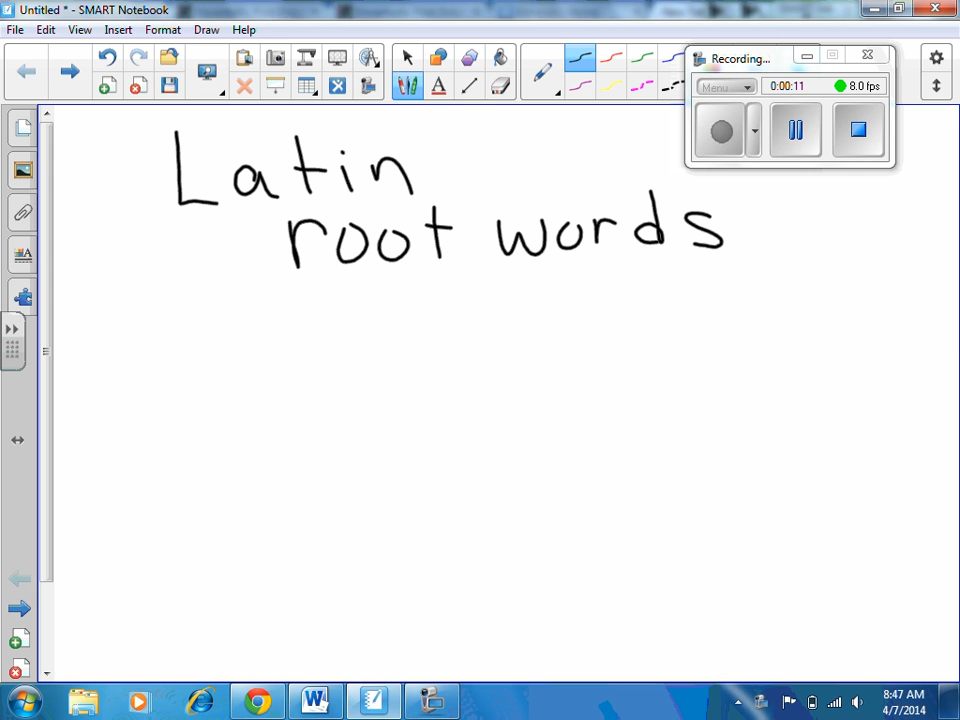 Untitled * - SMART Notebook
File Edit View Insert Format Draw Help
Recording...
Menu 0:00:11 8.0 fps
Latin
root words
8:47 AM
4/7/2014